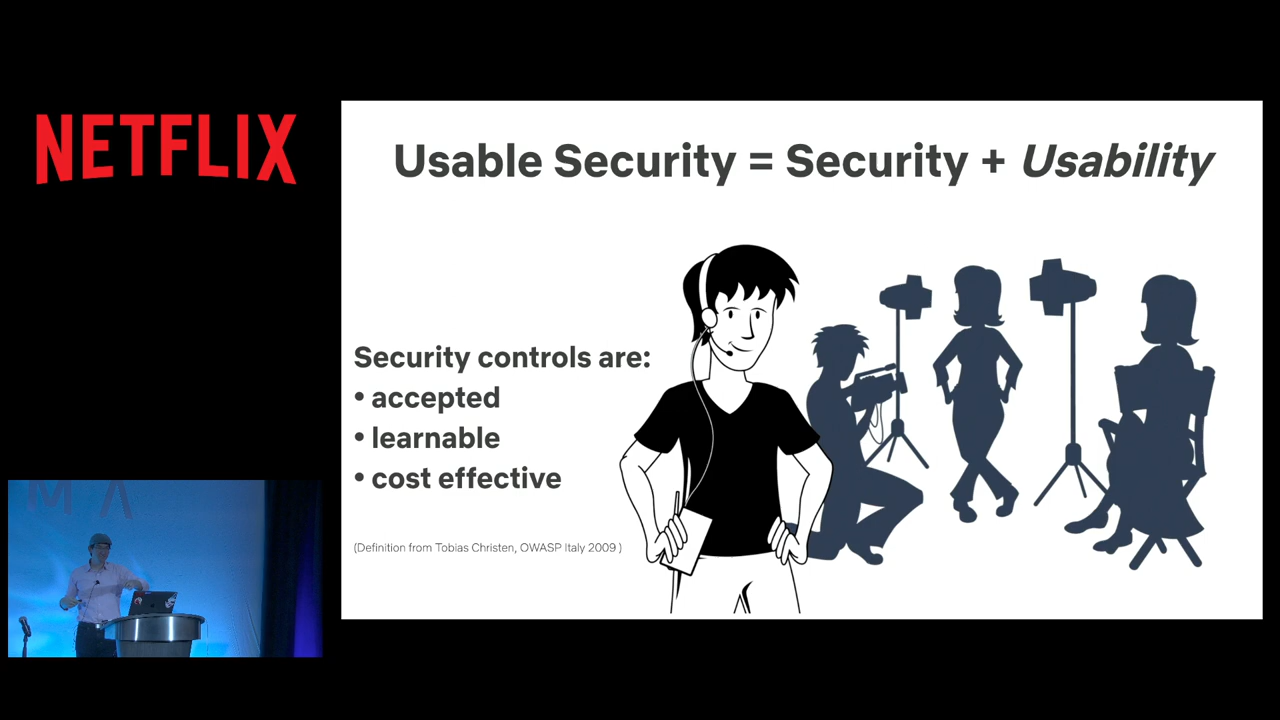 NETFLIX
Usable Security = Security + Usability
Security controls are:
• accepted
• learnable
• cost effective
(Definition from Tobias Christen, OWASP Italy 2009 )
M A